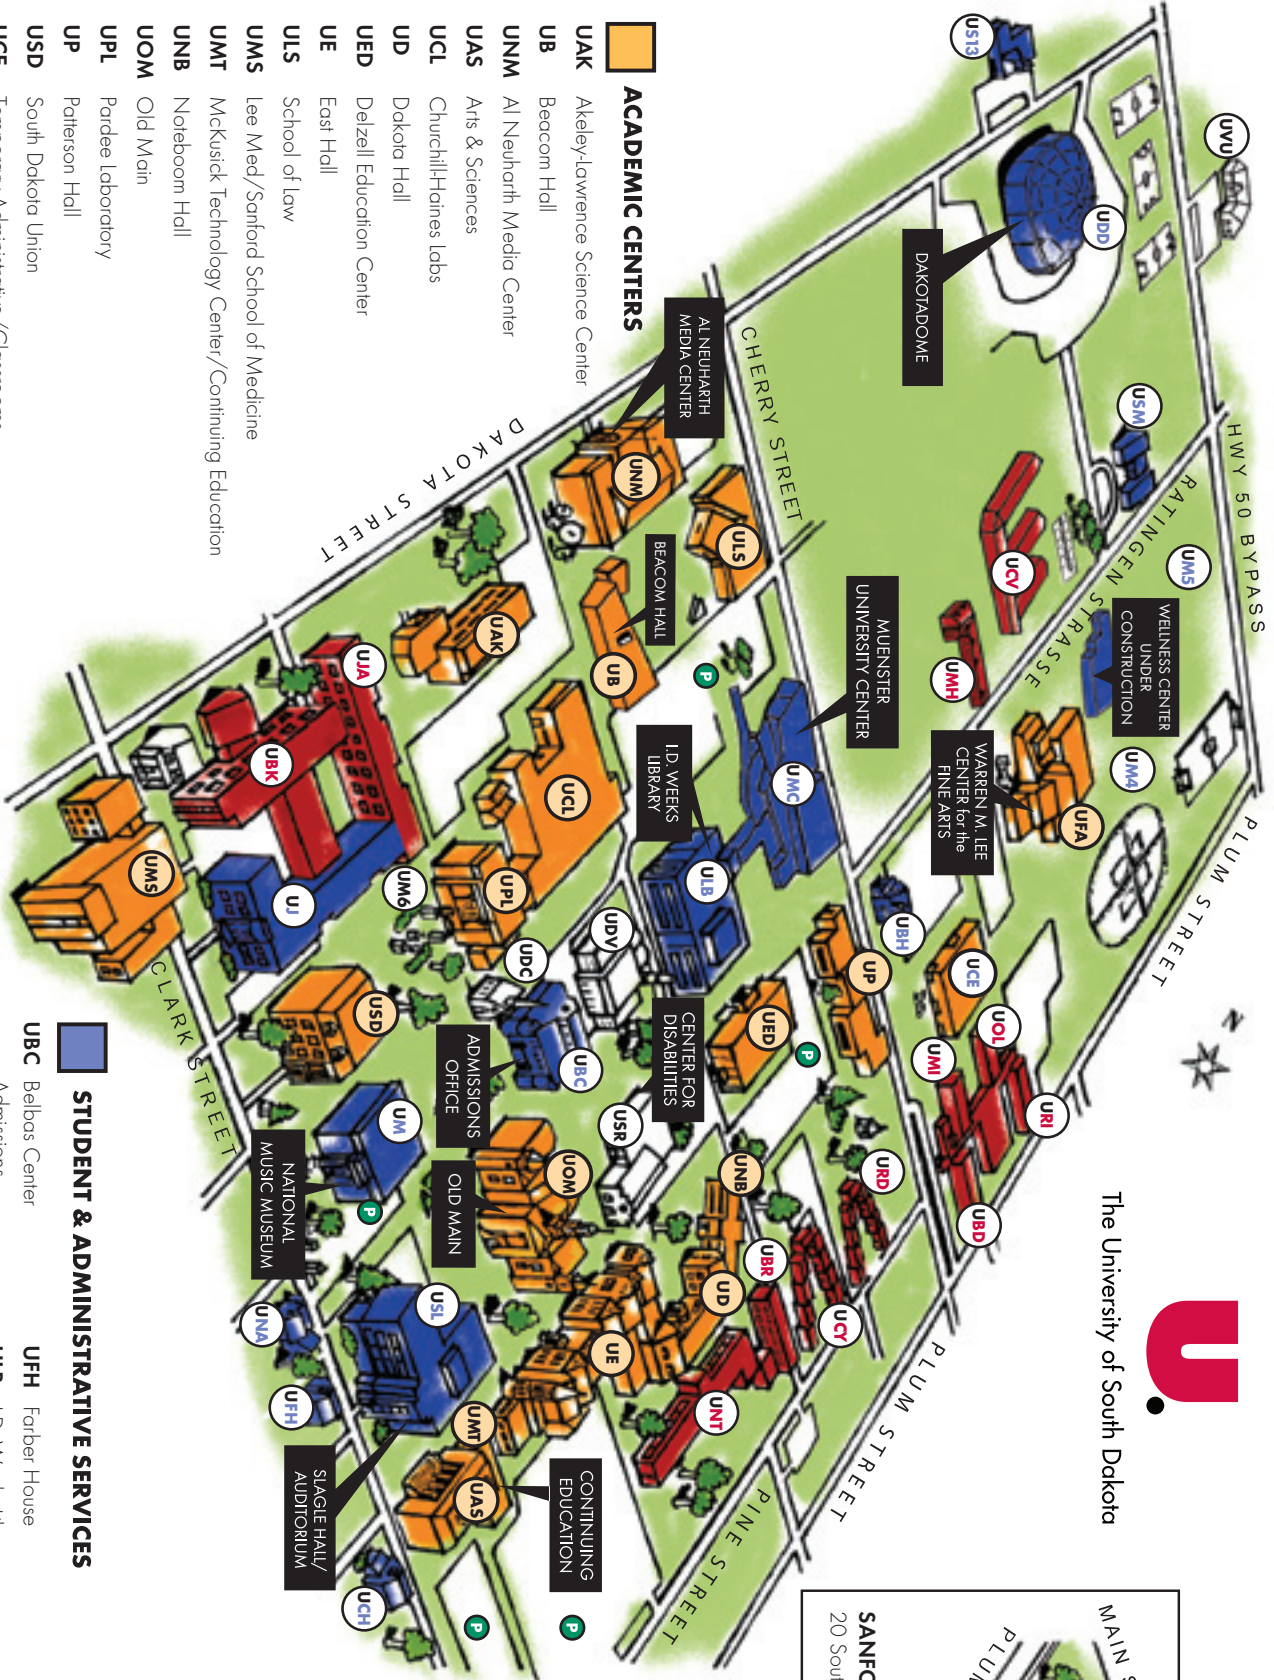 The University of South Dakota
HWY 50 BYPASS
PLUM STREET
RATINGEN STRASSE
CHERRY STREET
DAKOTA STREET
CLARK STREET
PLUM STREET
PINE STREET
N
US13
UVU
UDD
DAKOTADOME
USM
UM5
WELLNESS CENTER
UNDER
CONSTRUCTION
UM4
UCV
UMH
WARREN M. LEE
CENTER for the
FINE ARTS
UFA
MUENSTER
UNIVERSITY CENTER
UMC
AL NEUHARTH
MEDIA CENTER
UNM
ULS
BEACOM HALL
UB
P
I.D. WEEKS
LIBRARY
ULB
UAK
UCL
UPL
UM6
UJA
UBK
UJ
UMS
UBH
UCE
UP
UOL
UMI
URI
UBD
URD
UED
P
CENTER FOR
DISABILITIES
UDV
UDC
UBC
USR
UNB
UBR
UCY
UD
UE
UNT
USD
ADMISSIONS
OFFICE
OLD MAIN
UOM
UM
NATIONAL
MUSIC MUSEUM
P
UNA
UFH
USL
UMT
UAS
SLAGLE HALL/
AUDITORIUM
CONTINUING
EDUCATION
UCH
P
P
MAIN S
PLUM
SANFO
20 Sout
ACADEMIC CENTERS
UAK Akeley-Lawrence Science Center
UB Beacom Hall
UNM Al Neuharth Media Center
UAS Arts & Sciences
UCL Churchill-Haines Labs
UD Dakota Hall
UED Delzell Education Center
UE East Hall
ULS School of Law
UMS Lee Med/Sanford School of Medicine
UMT McKusick Technology Center/Continuing Education
UNB Noteboom Hall
UOM Old Main
UPL Pardee Laboratory
UP Patterson Hall
USD South Dakota Union
STUDENT & ADMINISTRATIVE SERVICES
UBC Belbas Center
Admissions
UFH Farber House